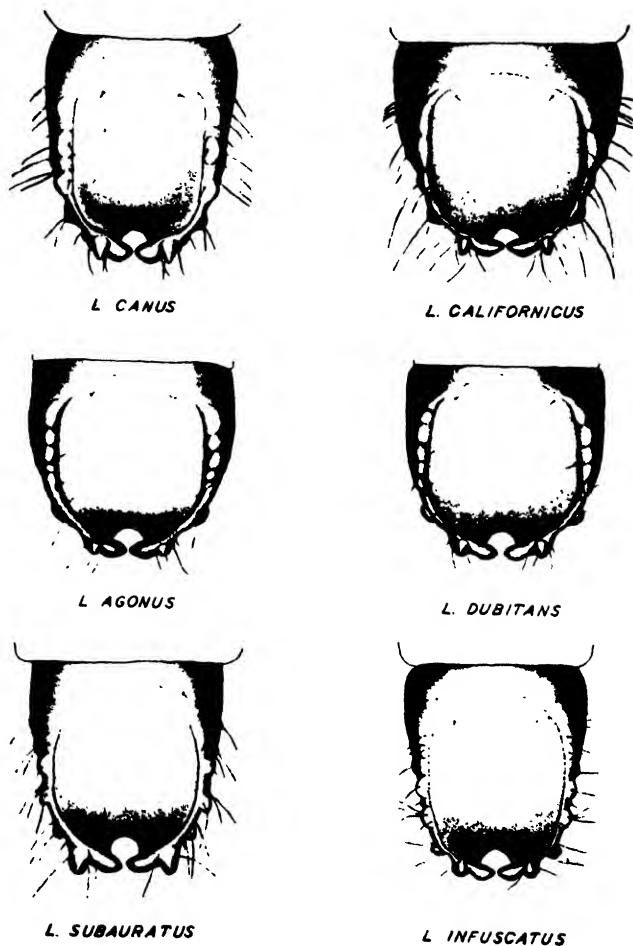 L CANUS
L. CALIFORNICUS
L AGONUS
L. DUBITANS
L. SUBAURATUS
L INFUSCATUS